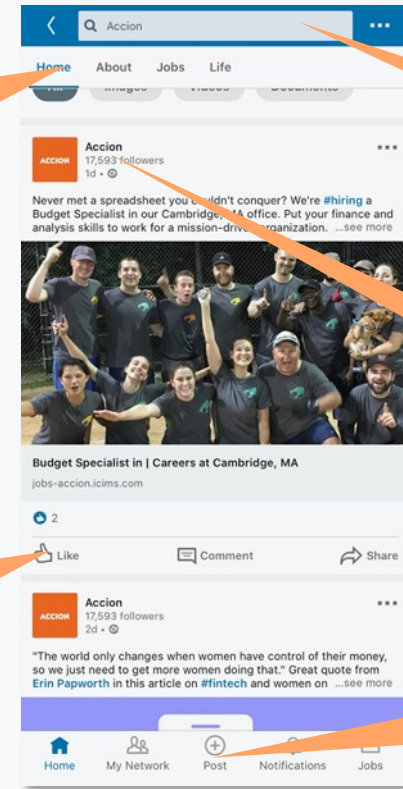 Accion
Home About Jobs Life
ACCION
Accion
17,593 followers
1d •
Never met a spreadsheet you couldn't conquer? We're #hiring a
Budget Specialist in our Cambridge, MA office. Put your finance and
analysis skills to work for a mission-driven organization. ...see more
Budget Specialist in | Careers at Cambridge, MA
jobs-accion.icims.com
2
Like Comment Share
ACCION
Accion
17,593 followers
2d •
"The world only changes when women have control of their money,
so we just need to get more women doing that." Great quote from
Erin Papworth in this article on #fintech and women on ...see more
Home My Network Post Notifications Jobs